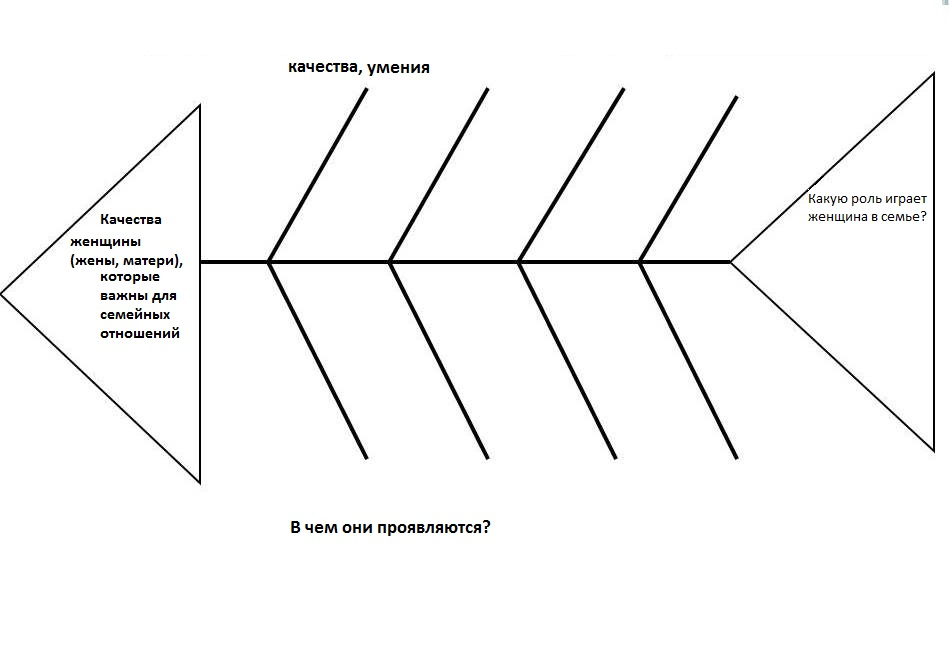 качества, умения
Качества
женщины
(жены, матери),
которые
важны для
семейных
отношений
Какую роль играет
женщина в семье?
В чем они проявляются?